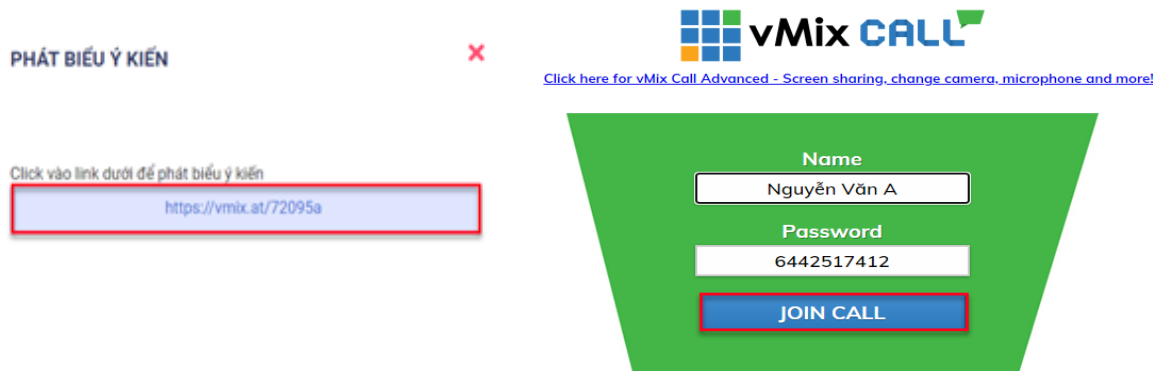 PHÁT BIỂU Ý KIẾN
Click vào link dưới để phát biểu ý kiến
https://vmix.at/72095a
vMix CALL
Click here for vMix Call Advanced - Screen sharing, change camera, microphone and more!
Name
Nguyễn Văn A
Password
6442517412
JOIN CALL